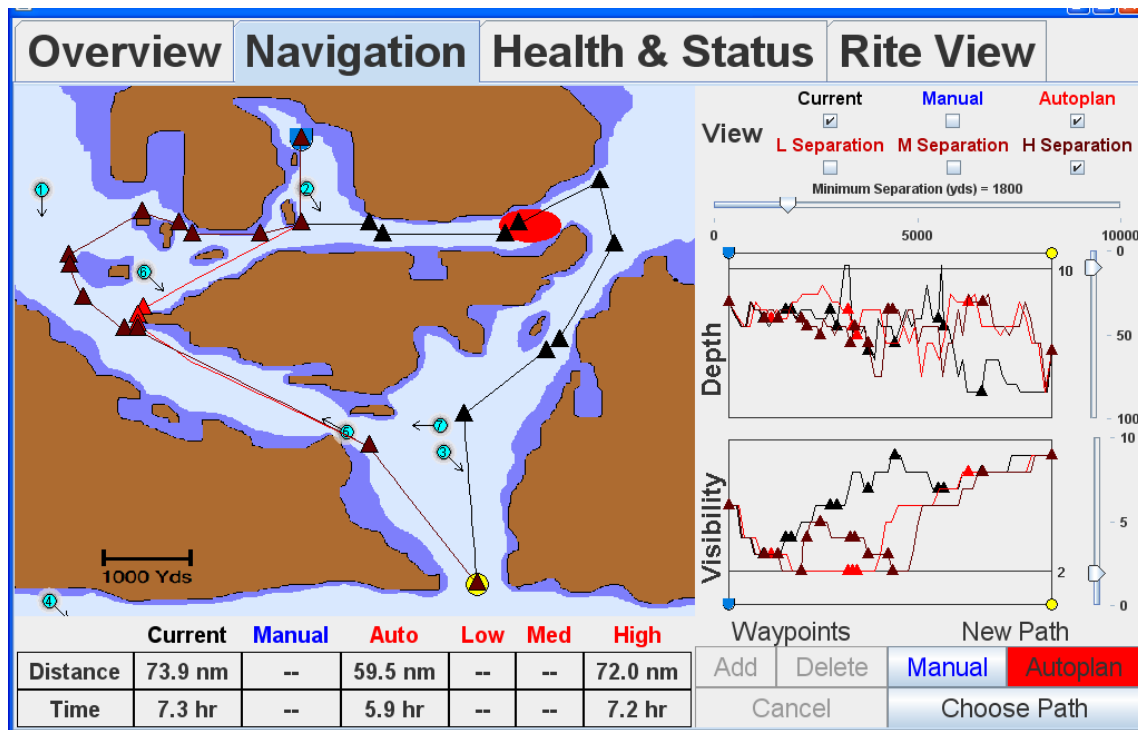 Overview Navigation Health & Status Rite View
Current Manual Autoplan
View
L Separation M Separation H Separation
Minimum Separation (yds) = 1800
0 5000 10000
1
2
6
6
7
3
4
1000 Yds
Depth
10
0
50
100
Visibility
2
10
5
0
Current Manual Auto Low Med High
Distance 73.9 nm -- 59.5 nm -- -- 72.0 nm
Time 7.3 hr -- 5.9 hr -- -- 7.2 hr
Waypoints New Path
Add Delete Manual Autoplan
Cancel Choose Path